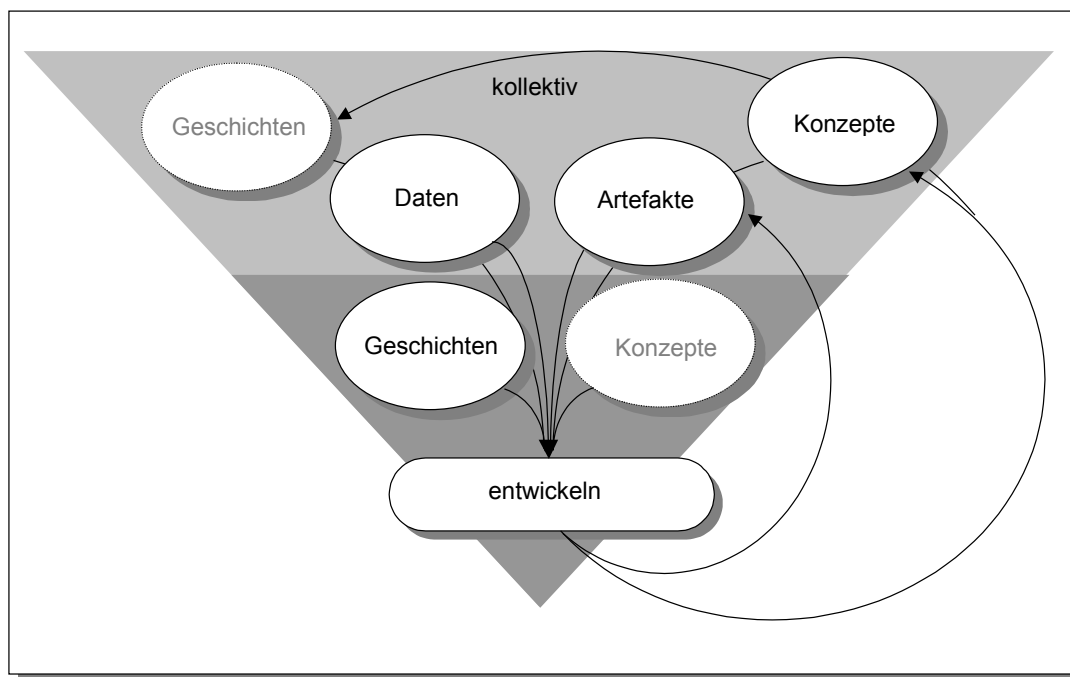 kollektiv
Geschichten
Konzepte
Daten
Artefakte
Geschichten
Konzepte
entwickeln